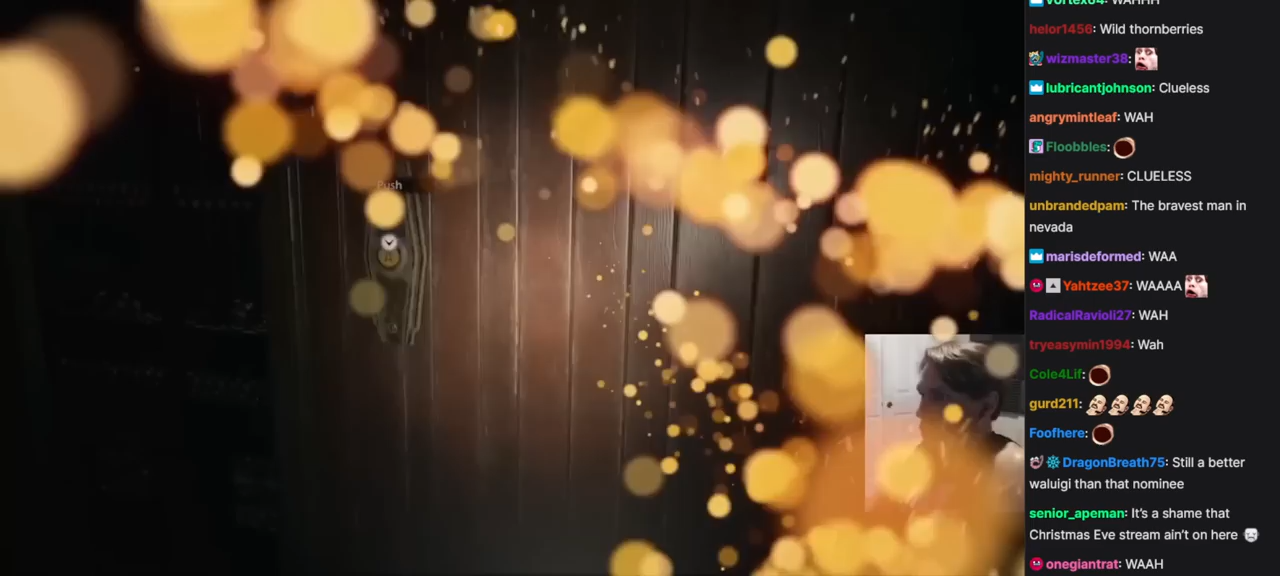 Push
vortex64: WAHHH
helor1456: Wild thornberries
wizmaster38:
lubricantjohnson: Clueless
angrymintleaf: WAH
Floobbles:
mighty_runner: CLUELESS
unbrandedpam: The bravest man in
nevada
marisdeformed: WAA
Yahtzee37: WAAAA
RadicalRavioli27: WAH
tryeasymin1994: Wah
Cole4Lif:
gurd211:
Foofhere:
DragonBreath75: Still a better
waluigi than that nominee
senior_apeman: It’s a shame that
Christmas Eve stream ain’t on here
onegiantrat: WAAH